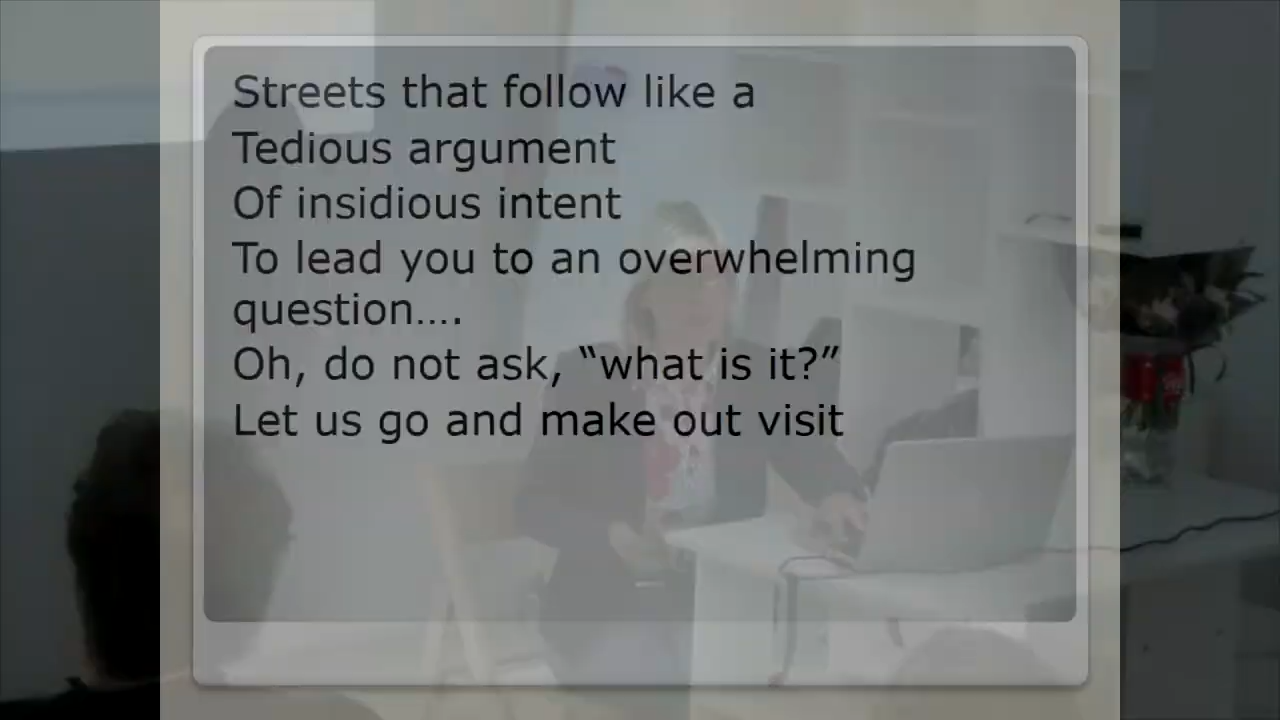 Streets that follow like a
Tedious argument
Of insidious intent
To lead you to an overwhelming
question….
Oh, do not ask, “what is it?”
Let us go and make out visit